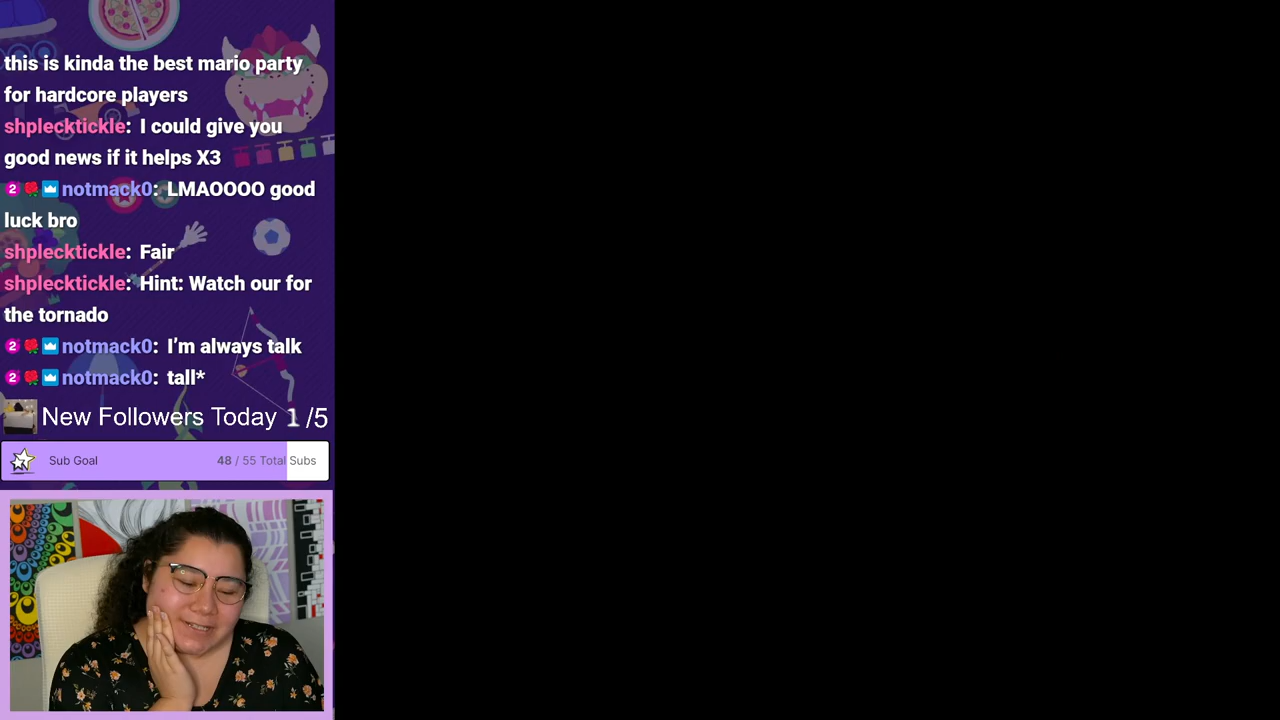 this is kinda the best mario party
for hardcore players
shplecktickle: I could give you
good news if it helps X3
2 notmack0: LMAOOOO good
luck bro
shplecktickle: Fair
shplecktickle: Hint: Watch our for
the tornado
2 notmack0: I'm always talk
2 notmack0: tall*
New Followers Today 1 /5
Sub Goal 48 / 55 Total Subs